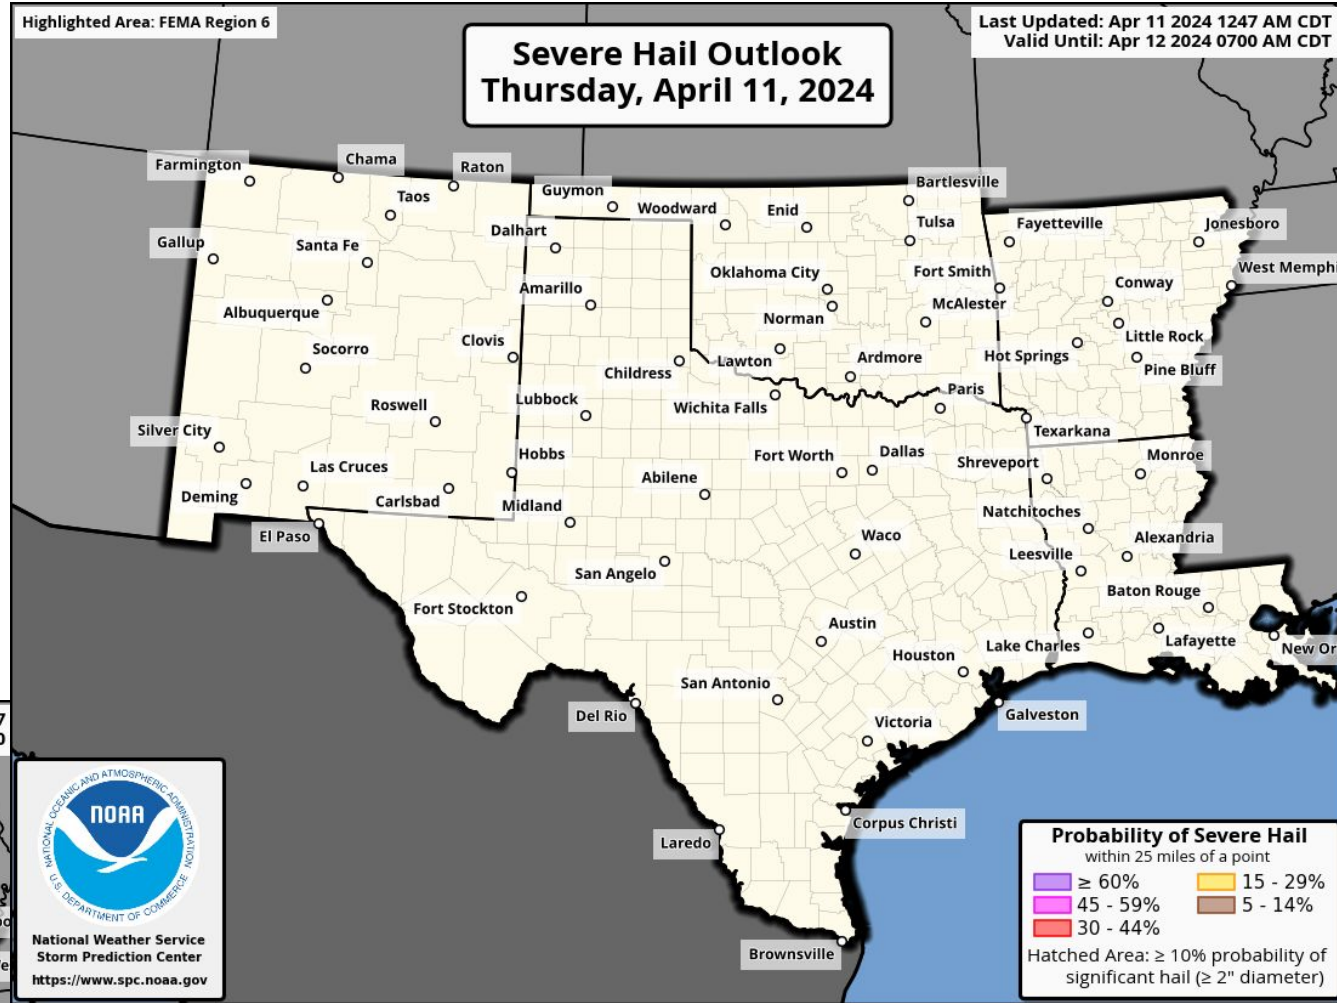 Highlighted Area: FEMA Region 6
Severe Hail Outlook
Thursday, April 11, 2024
Last Updated: Apr 11 2024 1247 AM CDT
Valid Until: Apr 12 2024 0700 AM CDT
Farmington
Chama
Raton
Taos
Guymon
Woodward
Enid
Bartlesville
Gallup
Santa Fe
Dalhart
Tulsa
Fayetteville
Jonesboro
Albuquerque
Amarillo
Oklahoma City
Fort Smith
Conway
West Memphi
Norman
McAlester
Little Rock
Socorro
Clovis
Childress
Lawton
Ardmore
Hot Springs
Pine Bluff
Roswell
Lubbock
Wichita Falls
Paris
Texarkana
Silver City
Las Cruces
Hobbs
Abilene
Fort Worth
Dallas
Shreveport
Monroe
Deming
Carlsbad
Midland
Natchitoches
El Paso
San Angelo
Waco
Leesville
Alexandria
Fort Stockton
Austin
Baton Rouge
Houston
Lake Charles
Lafayette
New Or
Del Rio
San Antonio
Victoria
Galveston
Laredo
Corpus Christi
Brownsville
7
0
NATIONAL OCEANIC AND ATMOSPHERIC ADMINISTRATION
NOAA
U.S. DEPARTMENT OF COMMERCE
National Weather Service
Storm Prediction Center
https://www.spc.noaa.gov
Probability of Severe Hail
within 25 miles of a point
≥ 60%
15 - 29%
45 - 59%
5 - 14%
30 - 44%
Hatched Area: ≥ 10% probability of
significant hail (≥ 2" diameter)